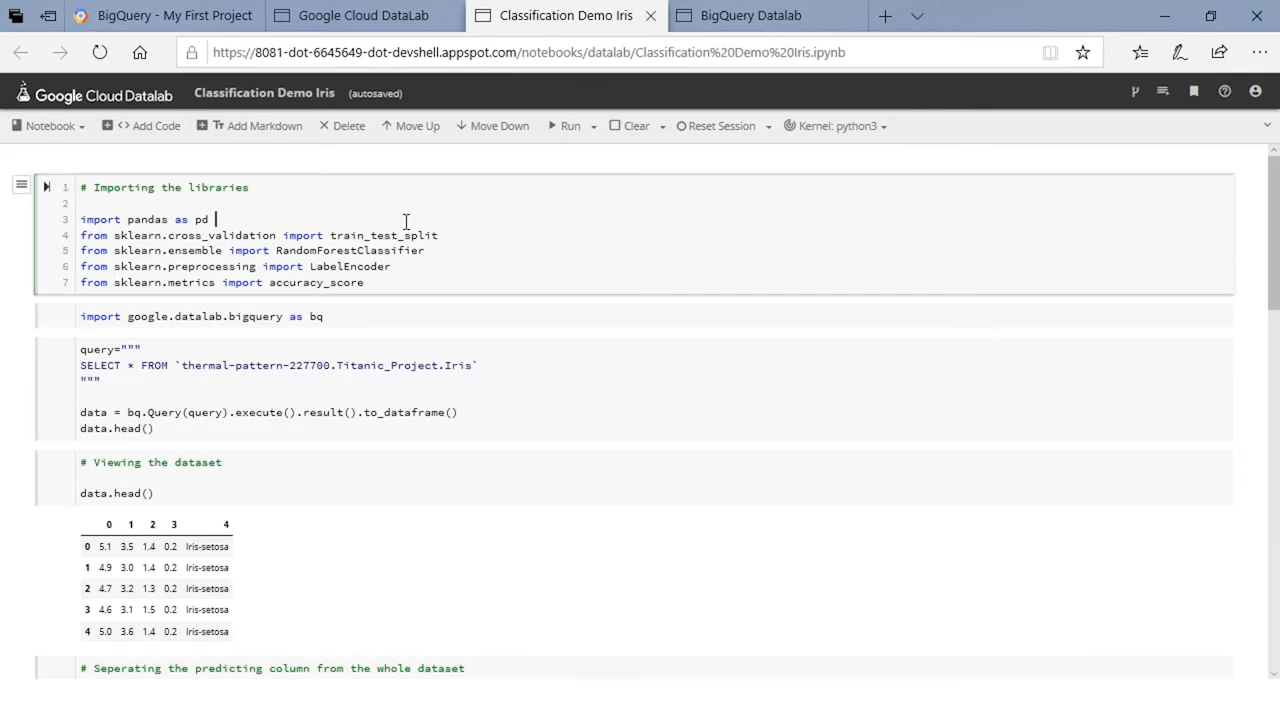 BigQuery - My First Project
Google Cloud DataLab
Classification Demo Iris
BigQuery Datalab
https://8081-dot-6645649-dot-devshell.appspot.com/notebooks/datalab/Classification%20Demo%20Iris.ipynb
Google Cloud Datalab
Classification Demo Iris
(autosaved)
Notebook
<> Add Code
Tт Add Markdown
Delete
Move Up
Move Down
Run
Clear
Reset Session
Kernel: python3
1 # Importing the libraries
2
3 import pandas as pd
4 from sklearn.cross_validation import train_test_split
5 from sklearn.ensemble import RandomForestClassifier
6 from sklearn.preprocessing import LabelEncoder
7 from sklearn.metrics import accuracy_score
import google.datalab.bigquery as bq
query="""
SELECT * FROM `thermal-pattern-227700.Titanic_Project.Iris`
"""
data = bq.Query(query).execute().result().to_dataframe()
data.head()
# Viewing the dataset
data.head()
0 1 2 3 4
0 5.1 3.5 1.4 0.2 Iris-setosa
1 4.9 3.0 1.4 0.2 Iris-setosa
2 4.7 3.2 1.3 0.2 Iris-setosa
3 4.6 3.1 1.5 0.2 Iris-setosa
4 5.0 3.6 1.4 0.2 Iris-setosa
# Seperating the predicting column from the whole dataset